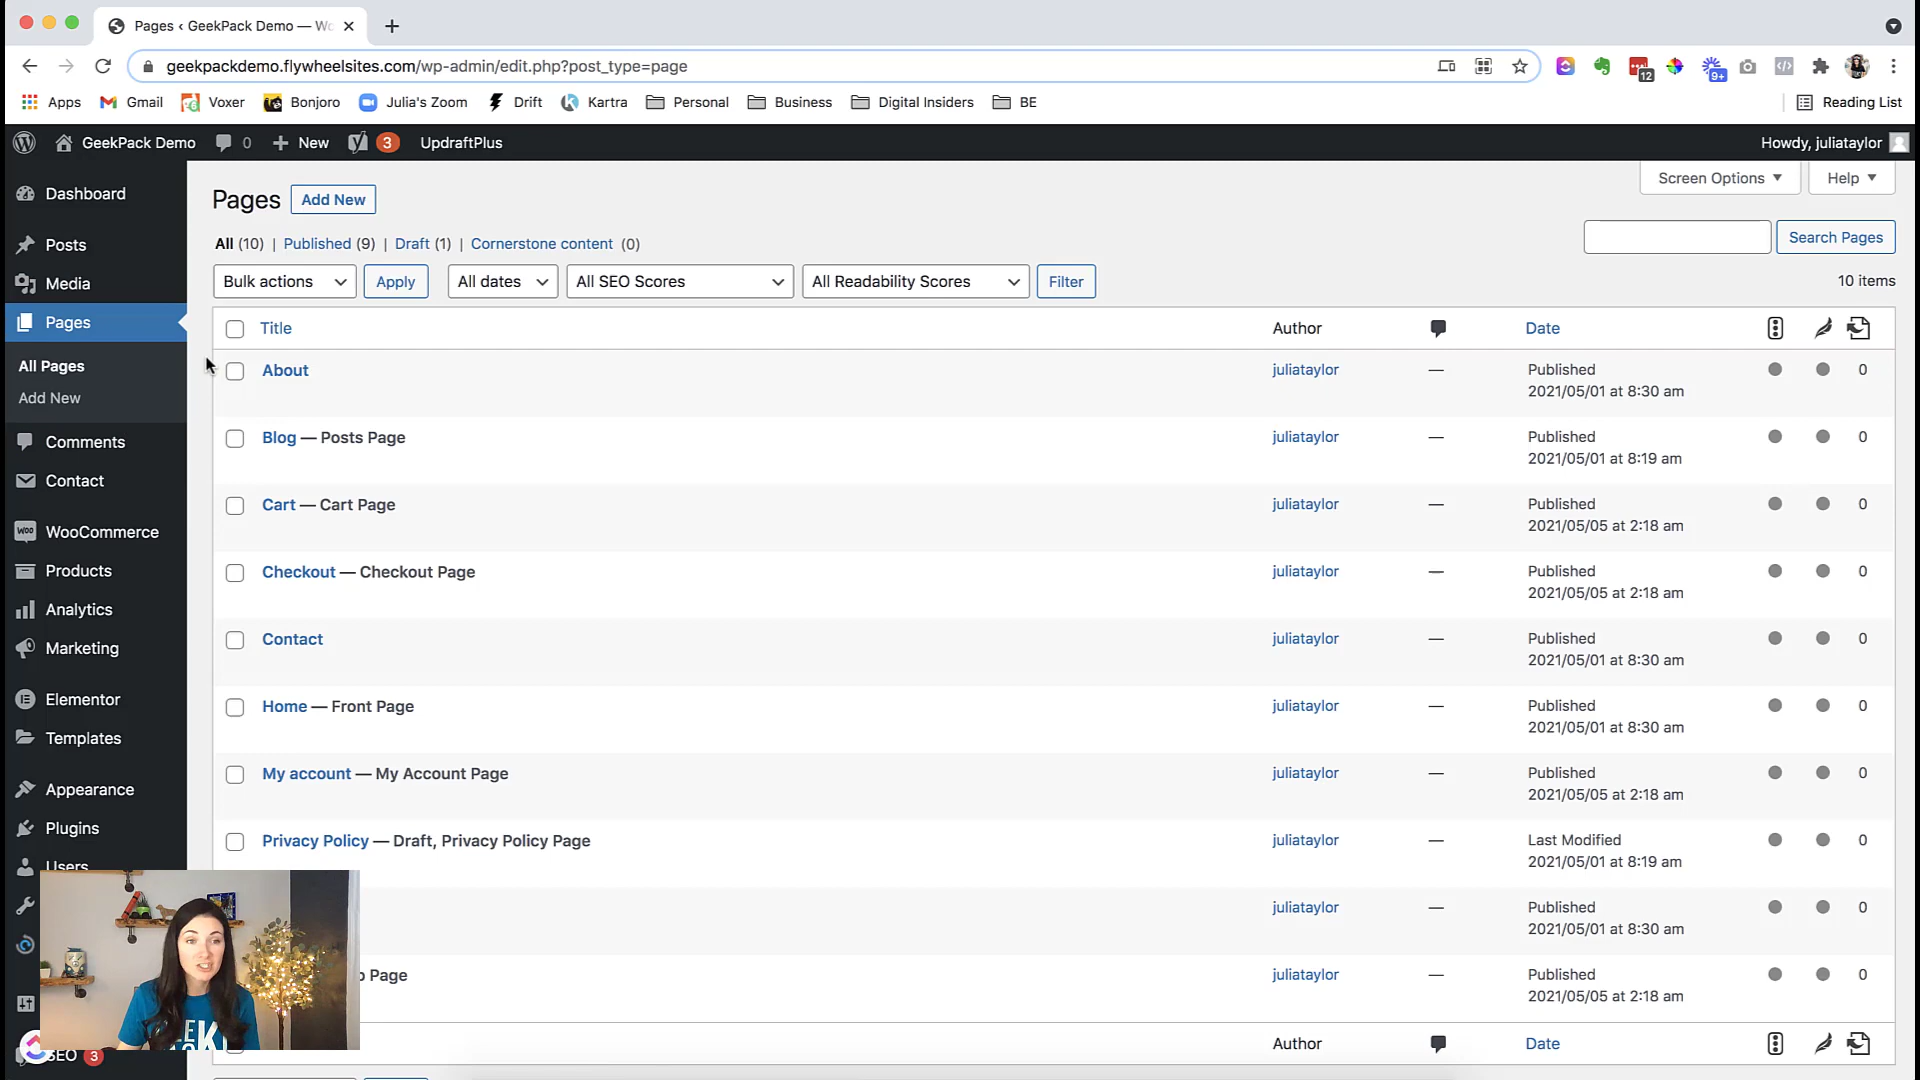 Pages ‹ GeekPack Demo — Wo
geekpackdemo.flywheelsites.com/wp-admin/edit.php?post_type=page
12
9+
Apps Gmail Voxer Bonjoro Julia's Zoom Drift Kartra Personal Business Digital Insiders BE Reading List
GeekPack Demo 0 New 3 UpdraftPlus Howdy, juliataylor
Screen Options Help
Dashboard
Posts
Media
Pages
All Pages
Add New
Comments
Contact
WooCommerce
Products
Analytics
Marketing
Elementor
Templates
Appearance
Plugins
Users
SEO 3
Pages Add New
All (10) | Published (9) | Draft (1) | Cornerstone content (0)
Search Pages
Bulk actions Apply All dates All SEO Scores All Readability Scores Filter 10 items
Title Author Date
About juliataylor — Published 0
2021/05/01 at 8:30 am
Blog — Posts Page juliataylor — Published 0
2021/05/01 at 8:19 am
Cart — Cart Page juliataylor — Published 0
2021/05/05 at 2:18 am
Checkout — Checkout Page juliataylor — Published 0
2021/05/05 at 2:18 am
Contact juliataylor — Published 0
2021/05/01 at 8:30 am
Home — Front Page juliataylor — Published 0
2021/05/01 at 8:30 am
My account — My Account Page juliataylor — Published 0
2021/05/05 at 2:18 am
Privacy Policy — Draft, Privacy Policy Page juliataylor — Last Modified 0
2021/05/01 at 8:19 am
juliataylor — Published 0
2021/05/01 at 8:30 am
Page juliataylor — Published 0
2021/05/05 at 2:18 am
Author Date